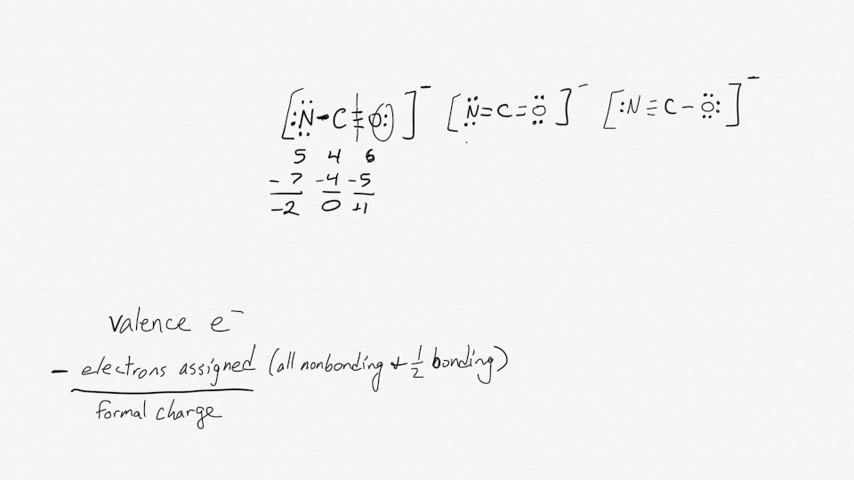 [:N̤̈-C≡O:]⁻ [N̤̈=C=Ö̤]⁻ [:N≡C-Ö̤:]⁻
5 4 6
-7 -4 -5
-2 0 +1
valence e⁻
- electrons assigned (all nonbonding + ½ bonding)
formal charge